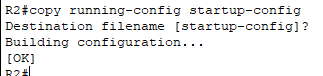 R2#copy running-config startup-config
Destination filename [startup-config]?
Building configuration...
[OK]
R2#